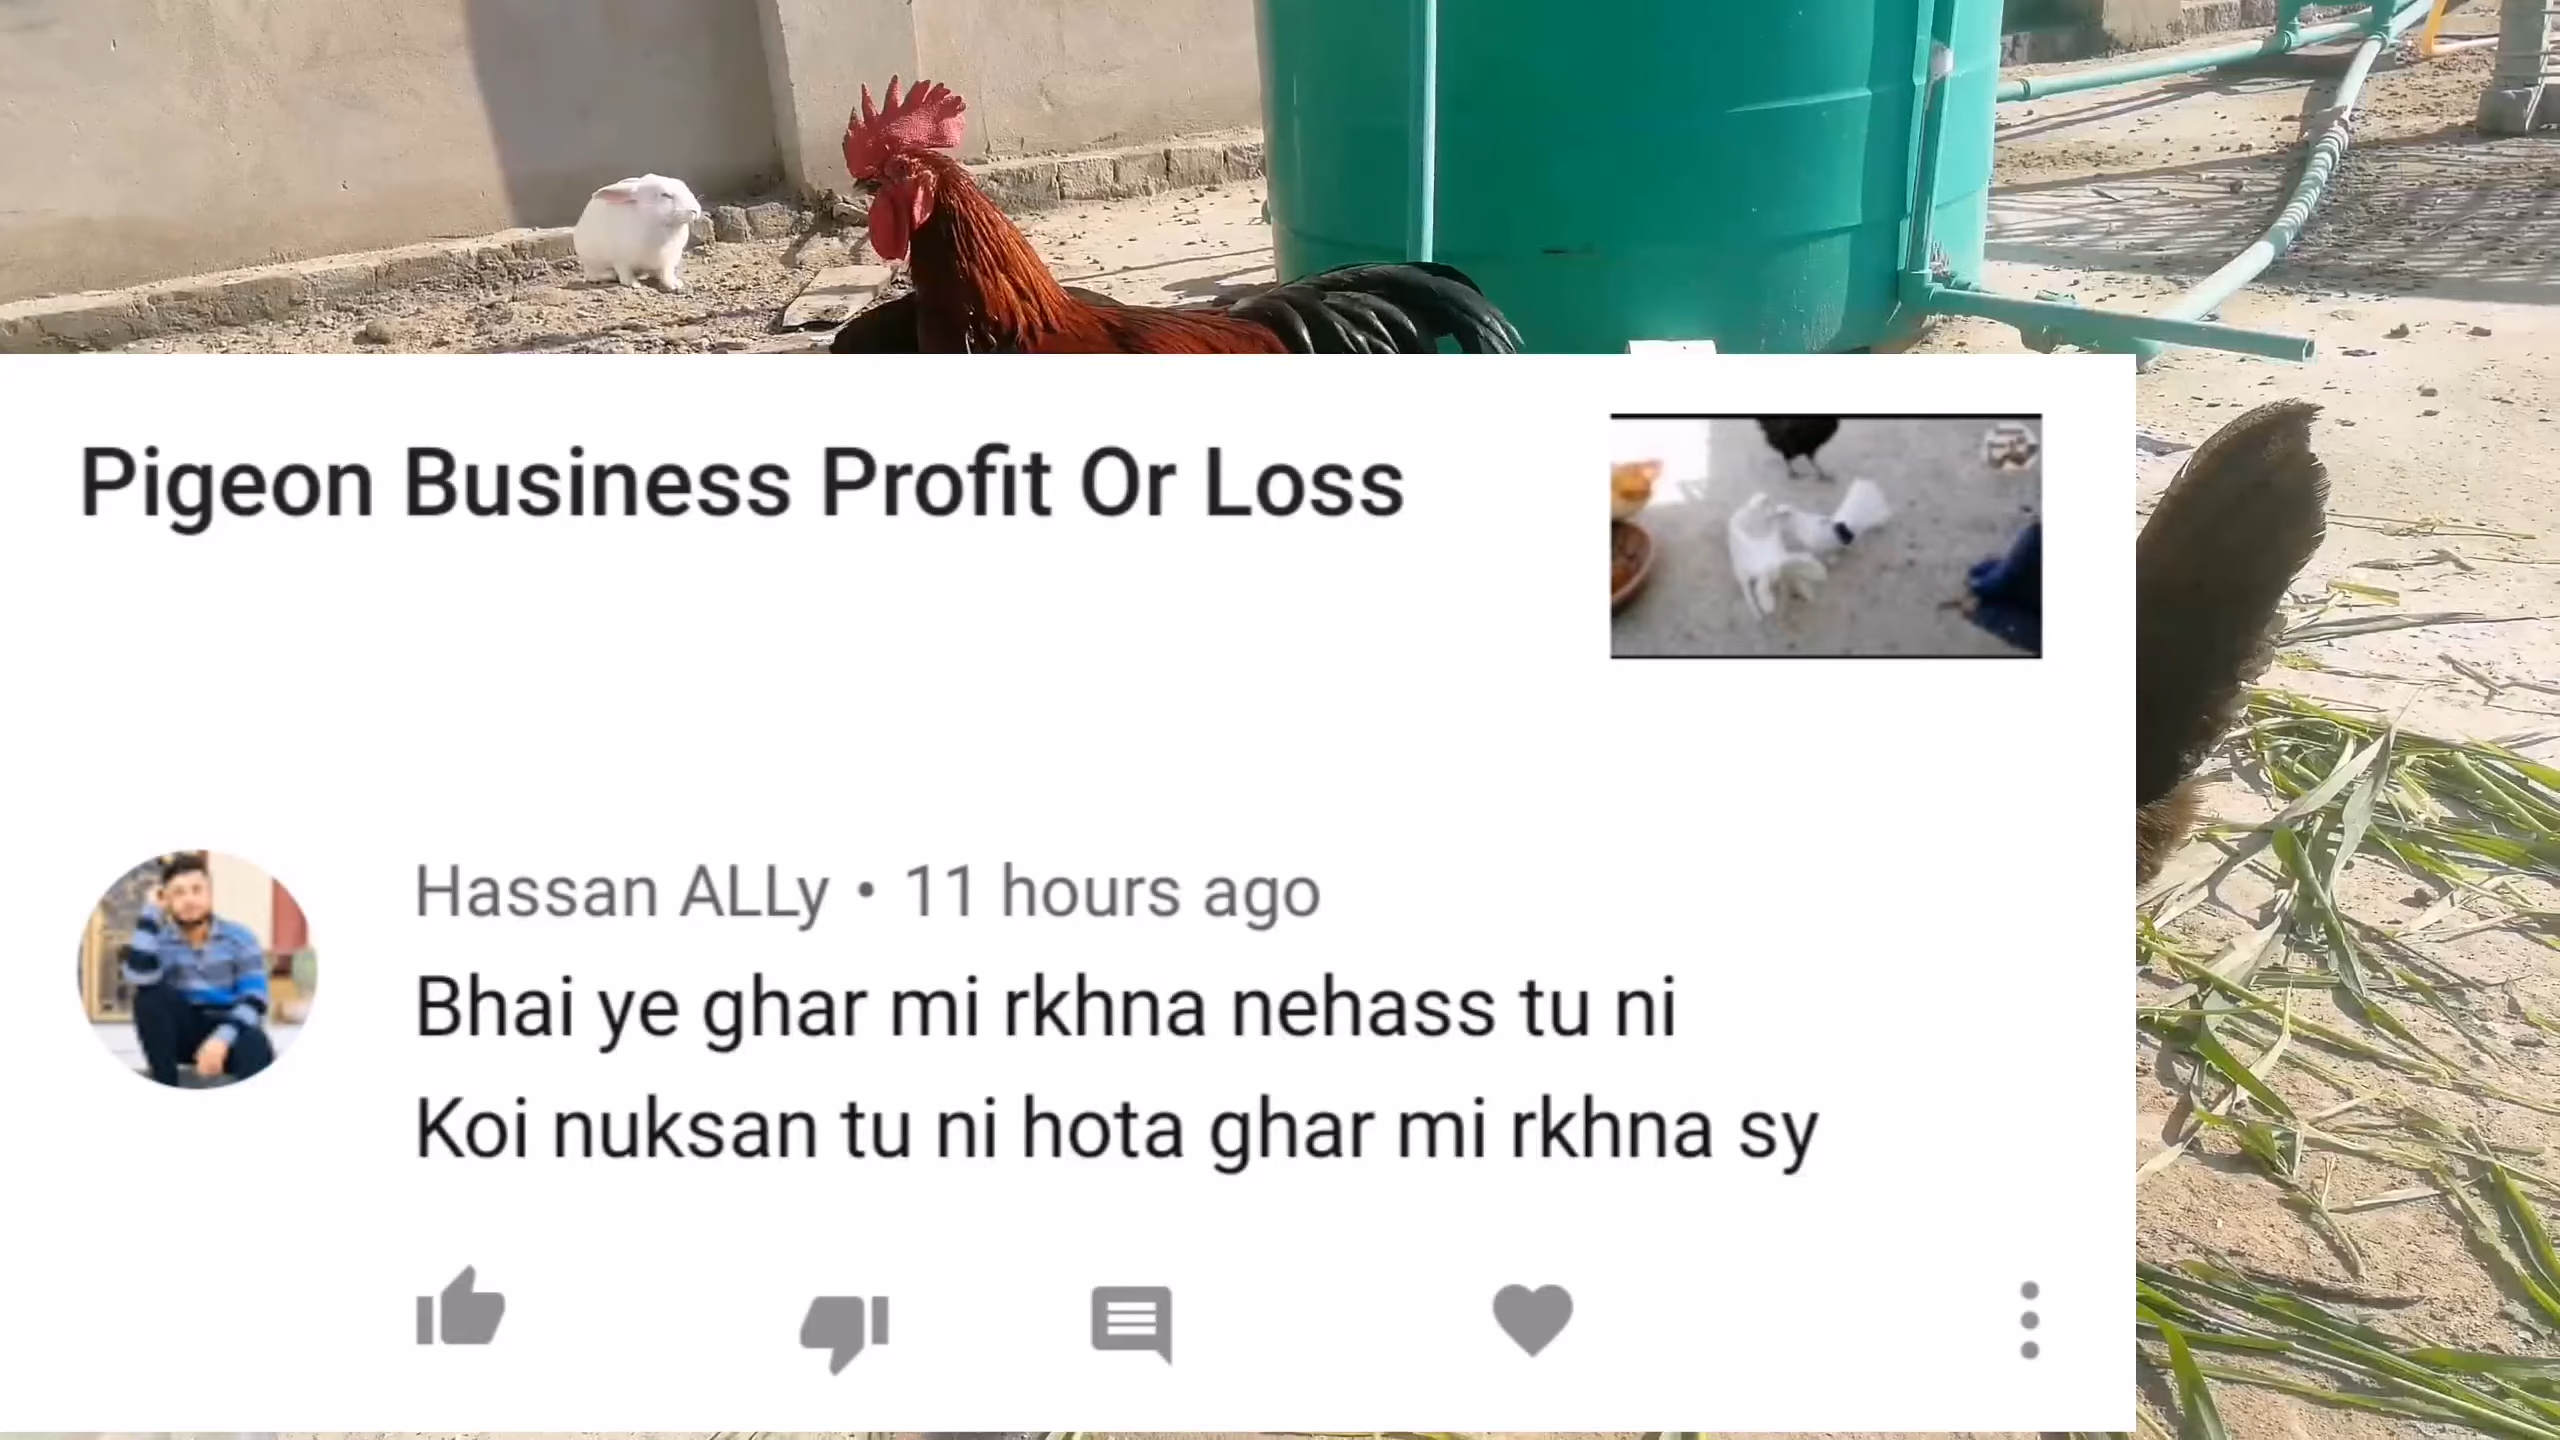 Pigeon Business Profit Or Loss
Hassan ALLy • 11 hours ago
Bhai ye ghar mi rkhna nehass tu ni
Koi nuksan tu ni hota ghar mi rkhna sy